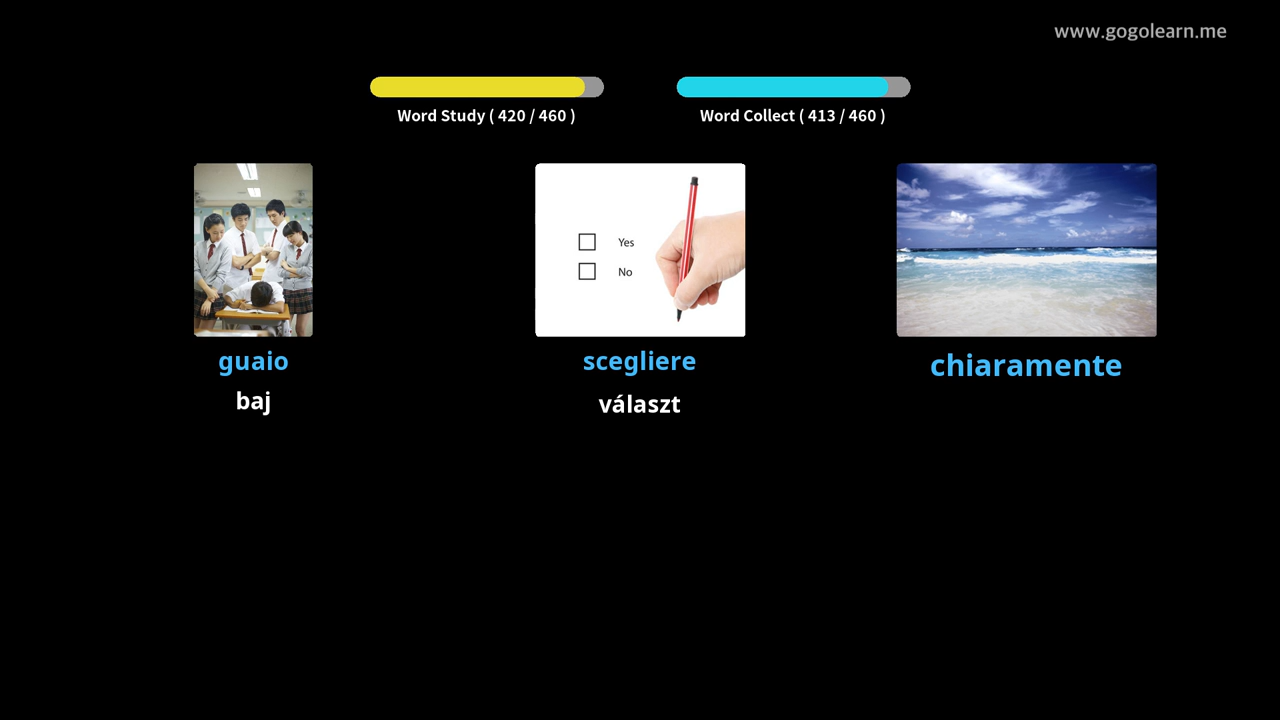 www.gogolearn.me
Word Study ( 420 / 460 )
Word Collect ( 413 / 460 )
Yes
No
guaio
baj
scegliere
választ
chiaramente